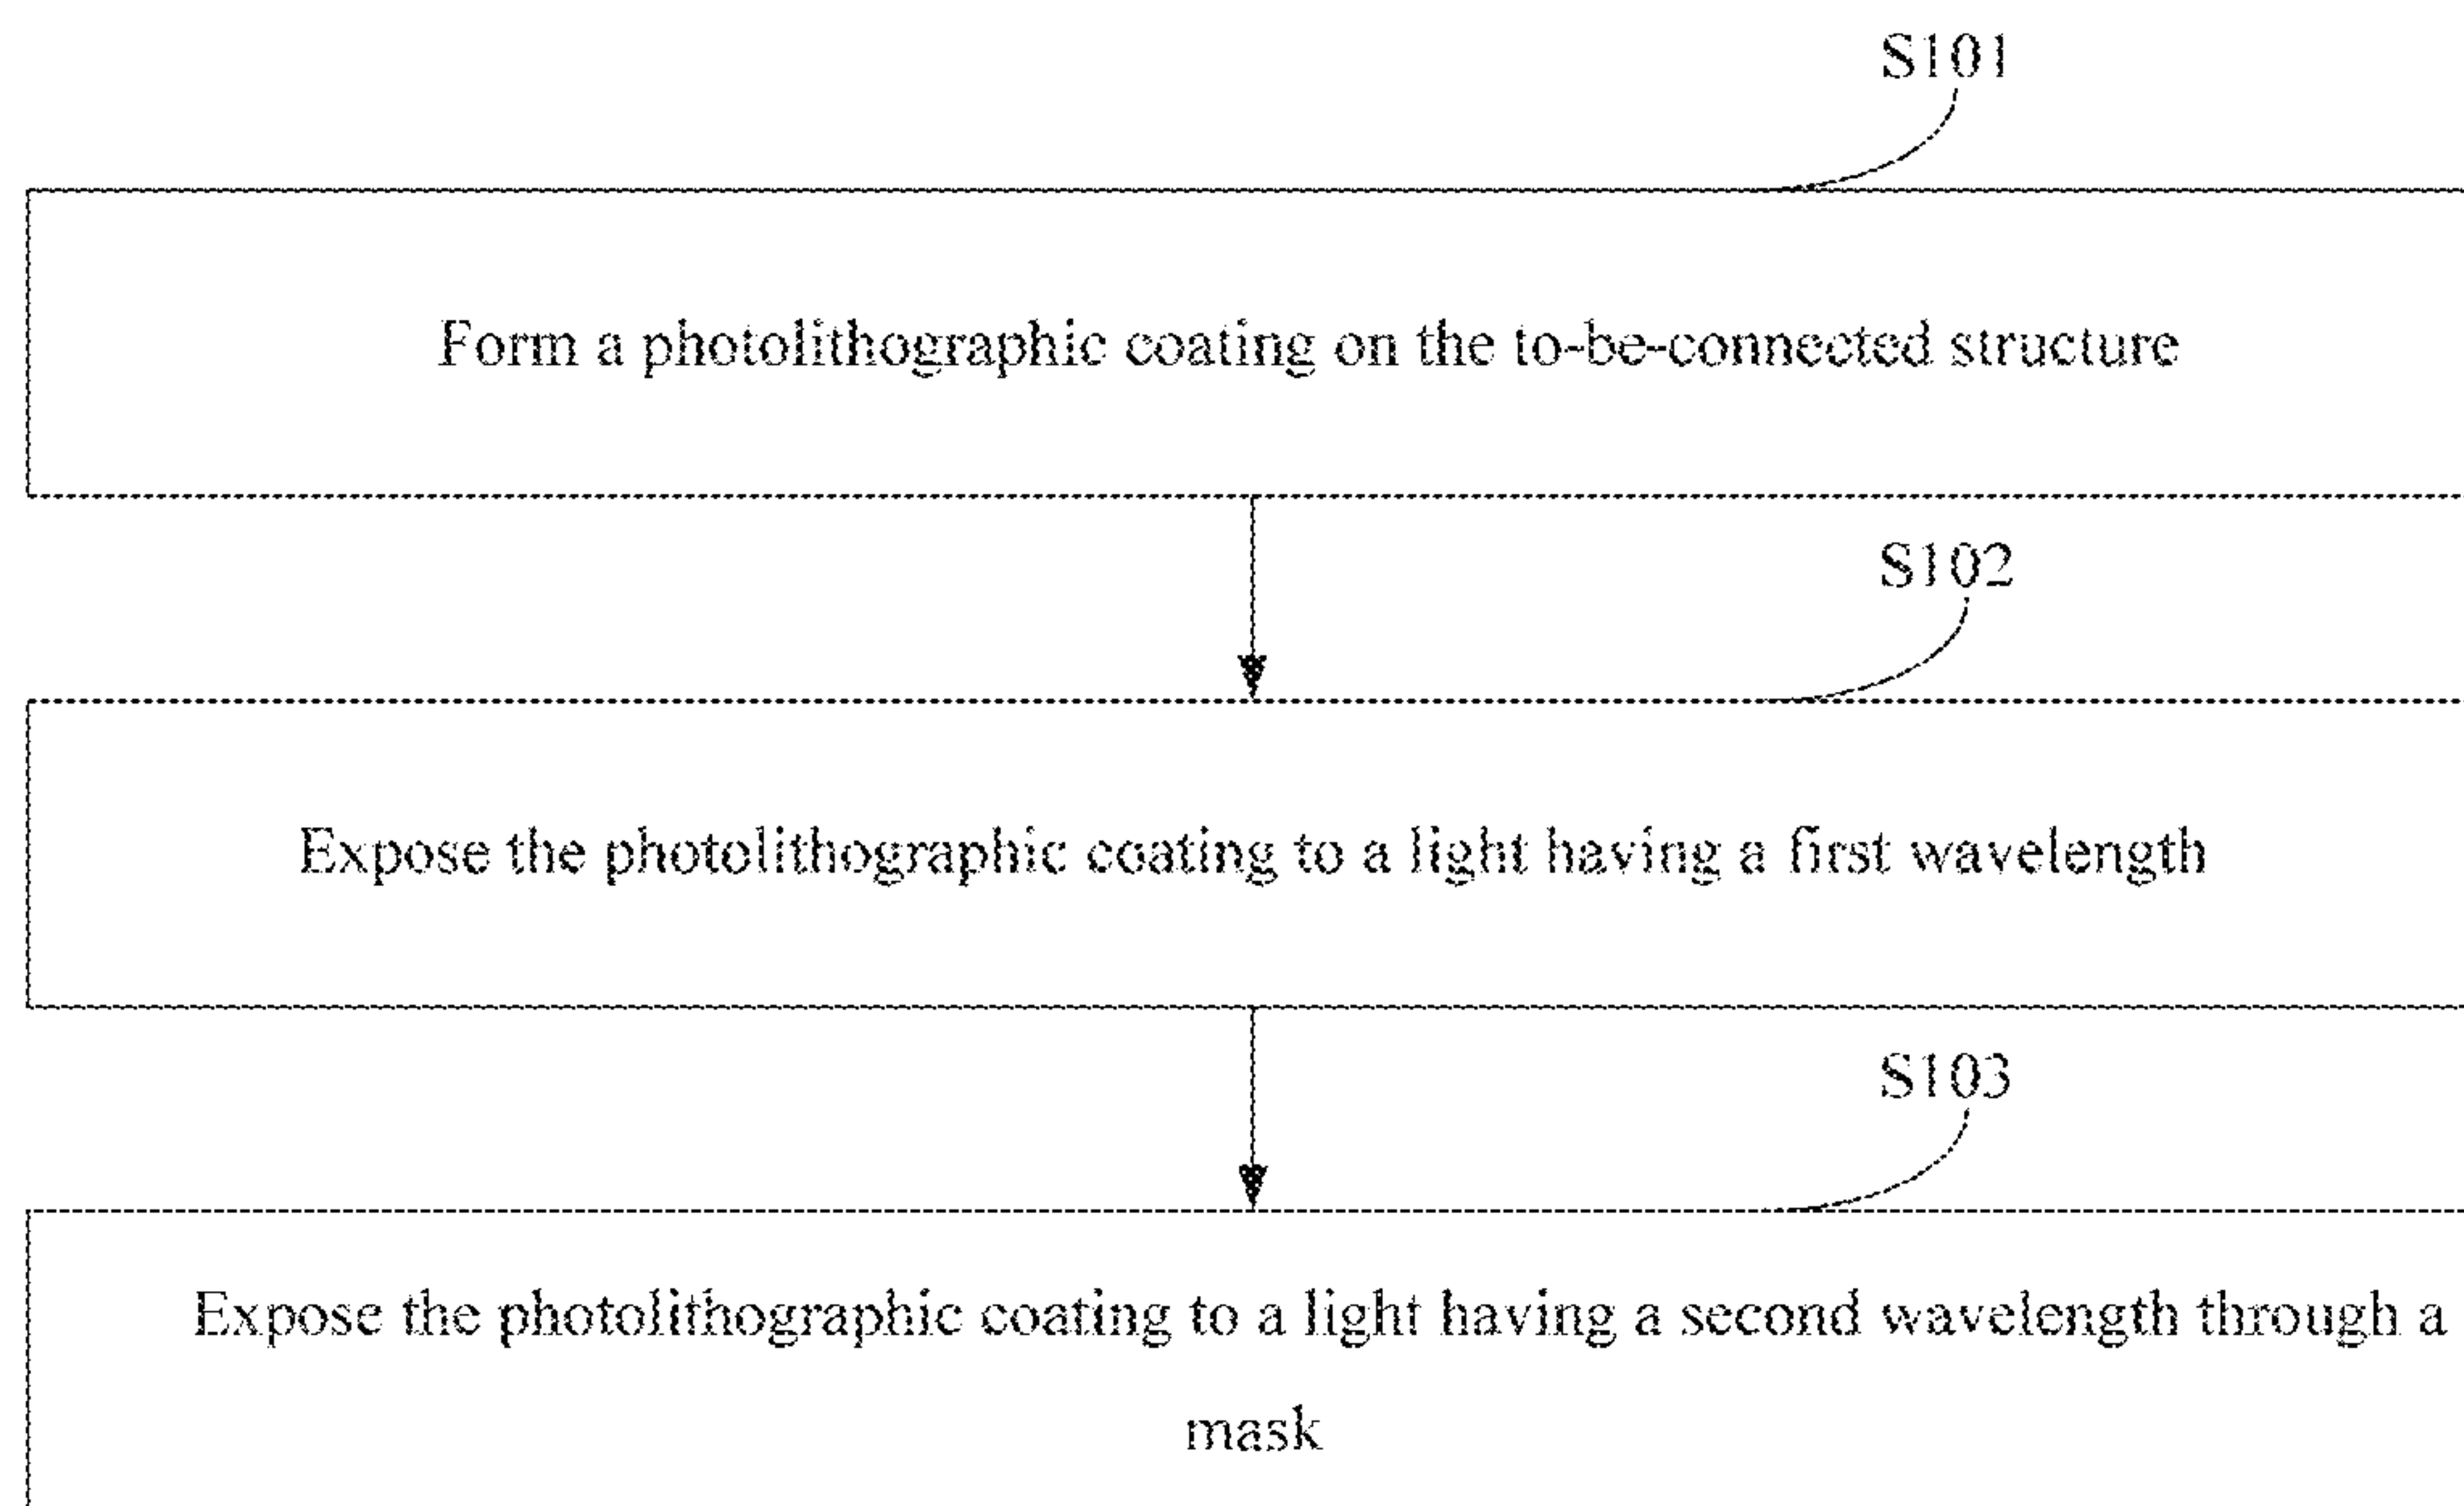 S101
Form a photolithographic coating on the to-be-connected structure
S102
Expose the photolithographic coating to a light having a first wavelength
S103
Expose the photolithographic coating to a light having a second wavelength through a
mask